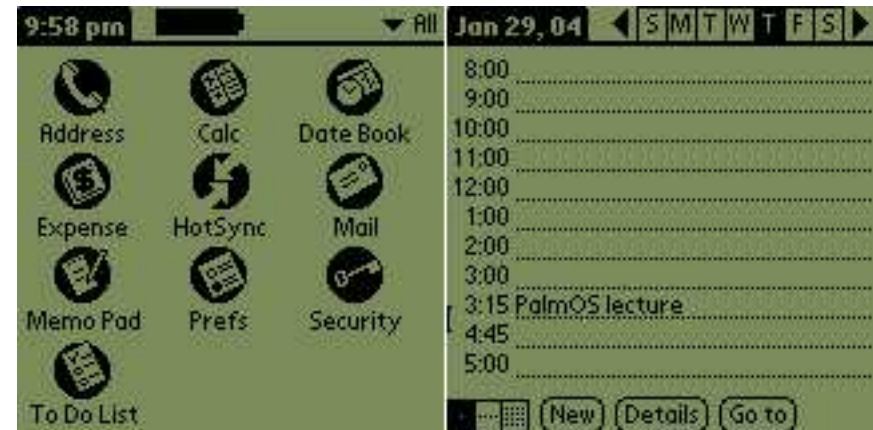 9:58 pm All
Address Calc Date Book
Expense HotSync Mail
Memo Pad Prefs Security
To Do List
Jan 29, 04 S M T W T F S
8:00
9:00
10:00
11:00
12:00
1:00
2:00
3:00
3:15 PalmOS lecture
4:45
5:00
New Details Go to